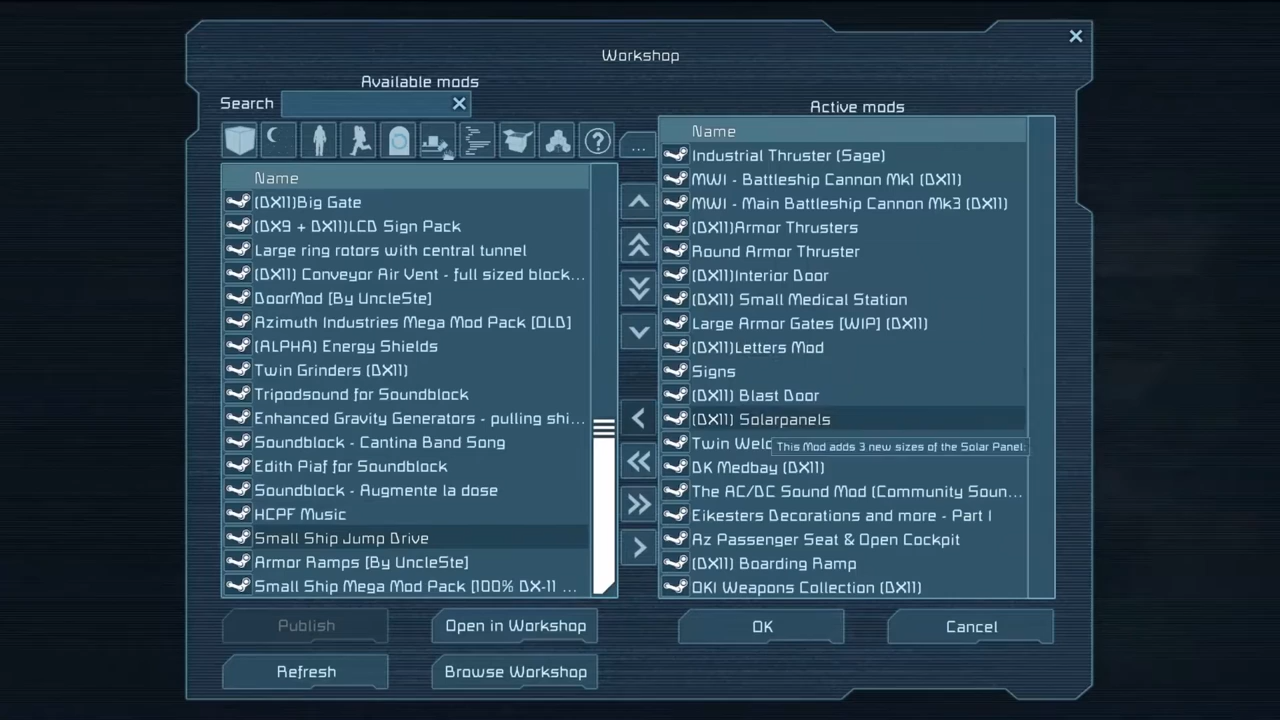 Workshop
Available mods
Search
Active mods
...
Name
(DX11)Big Gate
(DX9 + DX11)LCD Sign Pack
Large ring rotors with central tunnel
(DX11) Conveyor Air Vent - full sized block...
DoorMod [By UncleSte]
Azimuth Industries Mega Mod Pack [OLD]
(ALPHA) Energy Shields
Twin Grinders (DX11)
Tripodsound for Soundblock
Enhanced Gravity Generators - pulling shi...
Soundblock - Cantina Band Song
Edith Piaf for Soundblock
Soundblock - Augmente la dose
HCPF Music
Small Ship Jump Drive
Armor Ramps [By UncleSte]
Small Ship Mega Mod Pack [100% DX-11 ...
Name
Industrial Thruster (Sage)
MWI - Battleship Cannon Mk1 (DX11)
MWI - Main Battleship Cannon Mk3 (DX11)
(DX11)Armor Thrusters
Round Armor Thruster
(DX11)Interior Door
(DX11) Small Medical Station
Large Armor Gates [WIP] (DX11)
(DX11)Letters Mod
Signs
(DX11) Blast Door
(DX11) Solarpanels
Twin Weld
This Mod adds 3 new sizes of the Solar Panel:
DK Medbay (DX11)
The AC/DC Sound Mod (Community Soun...
Eikesters Decorations and more - Part I
Az Passenger Seat & Open Cockpit
(DX11) Boarding Ramp
OKI Weapons Collection (DX11)
Publish
Open in Workshop
OK
Cancel
Refresh
Browse Workshop